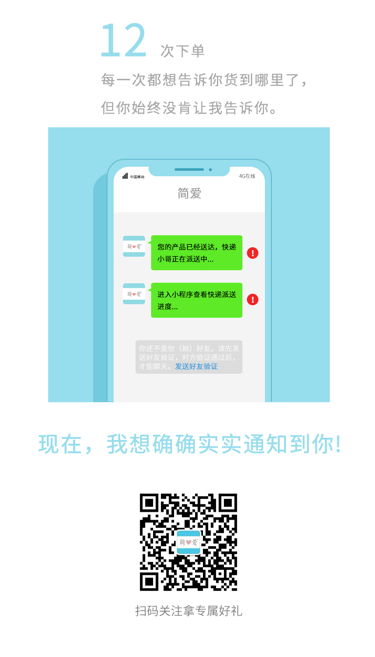 12 次下单
每一次都想告诉你货到哪里了，
但你始终没肯让我告诉你。
中国移动
4G在线
简爱
简爱
您的产品已经送达，快递
小哥正在派送中...
!
简爱
进入小程序查看快递派送
进度...
!
你还不是他（她）好友，请先发
送好友验证，对方验证通过后，
才能聊天。发送好友验证
现在，我想确确实实通知到你!
简爱
扫码关注拿专属好礼